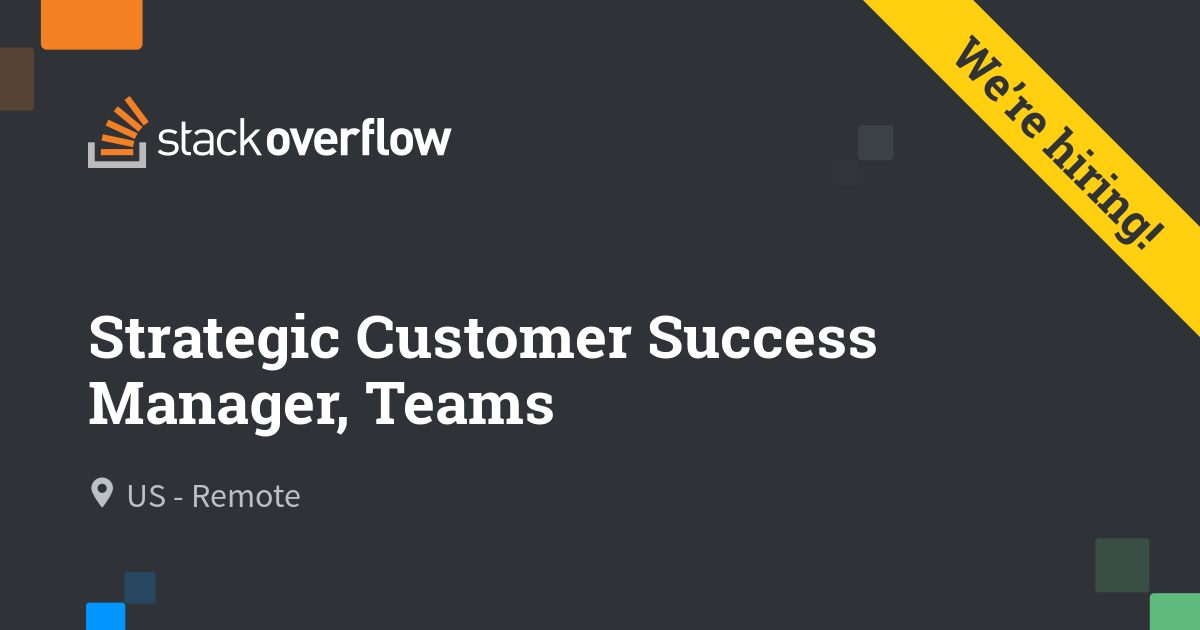 stackoverflow
We're hiring!
Strategic Customer Success
Manager, Teams
US - Remote